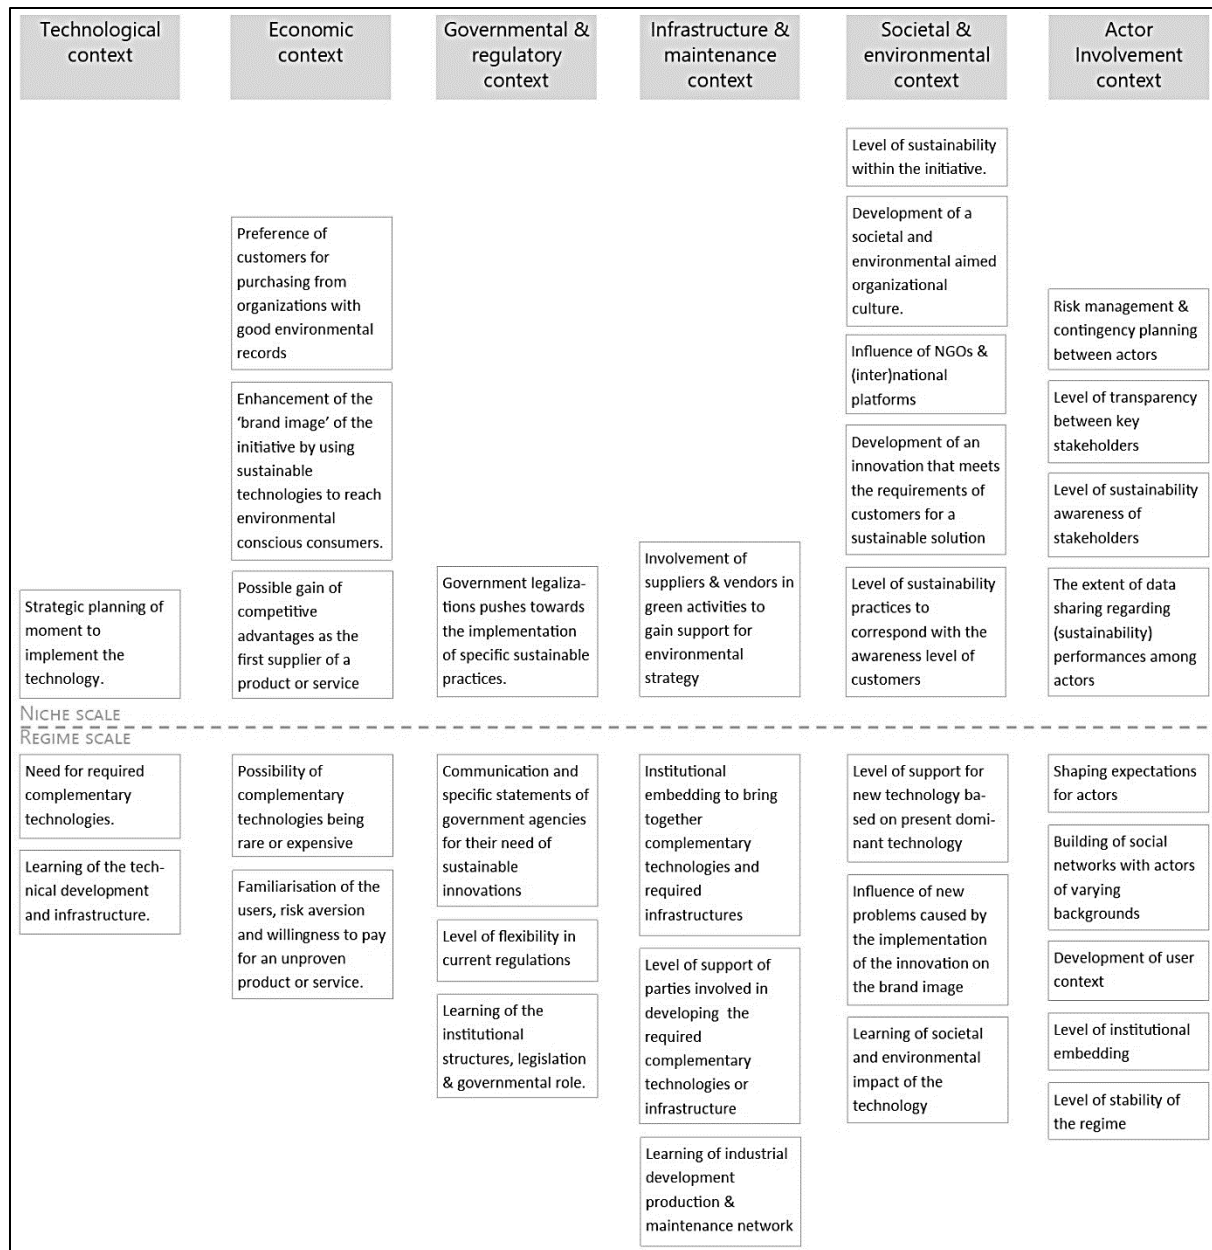 Technological
context
Economic
context
Governmental &
regulatory
context
Infrastructure &
maintenance
context
Societal &
environmental
context
Actor
Involvement
context
Strategic planning of
moment to
implement the
technology.
Preference of
customers for
purchasing from
organizations with
good environmental
records
Enhancement of the
‘brand image’ of the
initiative by using
sustainable
technologies to reach
environmental
conscious consumers.
Possible gain of
competitive
advantages as the
first supplier of a
product or service
Government legaliza-
tions pushes towards
the implementation
of specific sustainable
practices.
Involvement of
suppliers & vendors in
green activities to
gain support for
environmental
strategy
Level of sustainability
within the initiative.
Development of a
societal and
environmental aimed
organizational
culture.
Influence of NGOs &
(inter)national
platforms
Development of an
innovation that meets
the requirements of
customers for a
sustainable solution
Level of sustainability
practices to
correspond with the
awareness level of
customers
Risk management &
contingency planning
between actors
Level of transparency
between key
stakeholders
Level of sustainability
awareness of
stakeholders
The extent of data
sharing regarding
(sustainability)
performances among
actors
NICHE SCALE
REGIME SCALE
Need for required
complementary
technologies.
Learning of the tech-
nical development
and infrastructure.
Possibility of
complementary
technologies being
rare or expensive
Familiarisation of the
users, risk aversion
and willingness to pay
for an unproven
product or service.
Communication and
specific statements of
government agencies
for their need of
sustainable
innovations
Level of flexibility in
current regulations
Learning of the
institutional
structures, legislation
& governmental role.
Institutional
embedding to bring
together
complementary
technologies and
required
infrastructures
Level of support of
parties involved in
developing the
required
complementary
technologies or
infrastructure
Learning of industrial
development
production &
maintenance network
Level of support for
new technology ba-
sed on present domi-
nant technology
Influence of new
problems caused by
the implementation
of the innovation on
the brand image
Learning of societal
and environmental
impact of the
technology
Shaping expectations
for actors
Building of social
networks with actors
of varying
backgrounds
Development of user
context
Level of institutional
embedding
Level of stability of
the regime